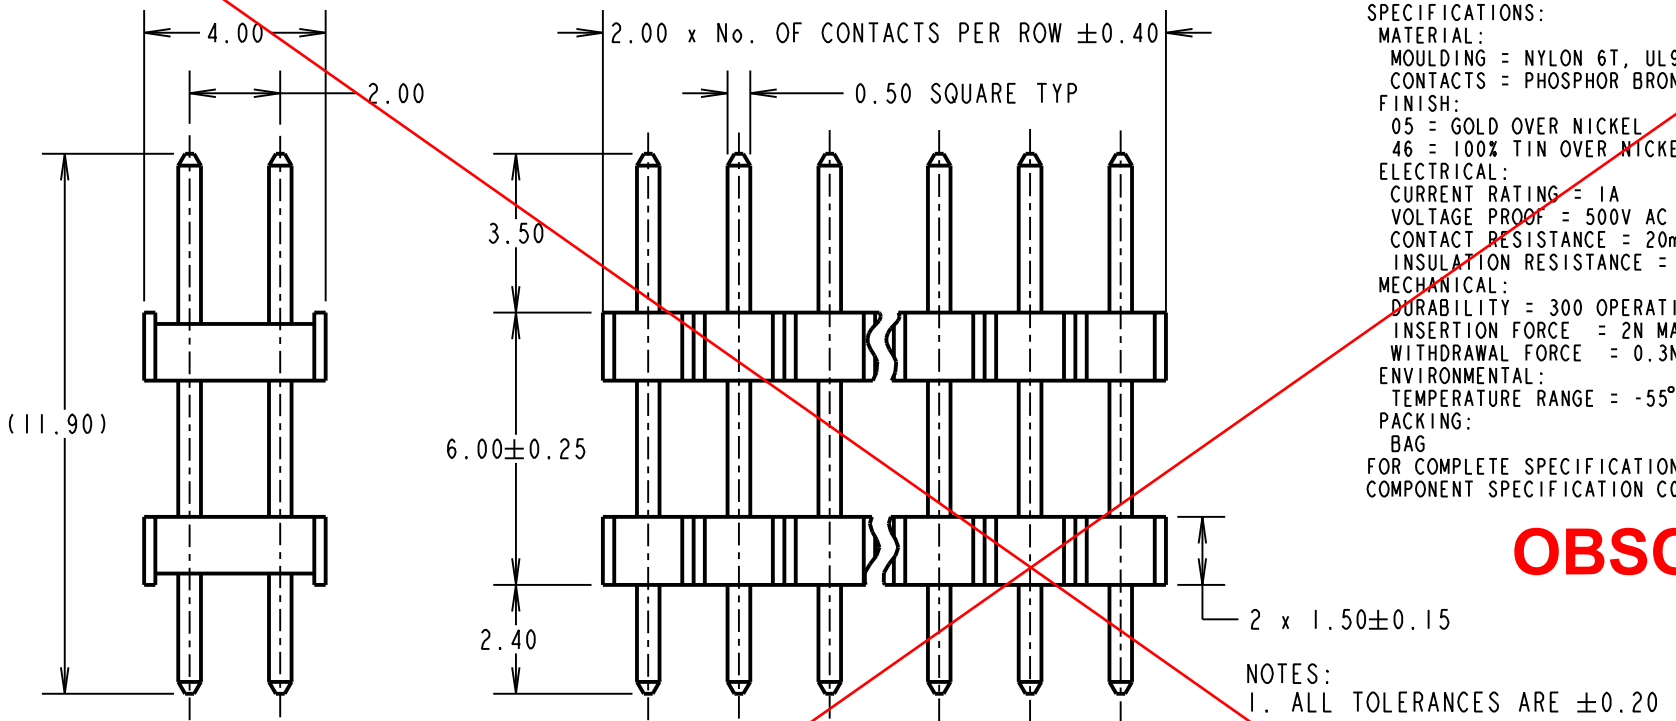 4.00
2.00 x No. OF CONTACTS PER ROW ±0.40
2.00
0.50 SQUARE TYP
3.50
(11.90)
6.00±0.25
2.40
2 x 1.50±0.15
SPECIFICATIONS:
MATERIAL:
MOULDING = NYLON 6T,
CONTACTS = PHOSPHOR
FINISH:
05 = GOLD OVER NICKEL
46 = 100% TIN OVER
ELECTRICAL:
CURRENT RATING = 1A
VOLTAGE PROOF = 500V AC
CONTACT RESISTANCE =
INSULATION RESISTANCE =
MECHANICAL:
DURABILITY = 300
INSERTION FORCE = 2N
WITHDRAWAL FORCE =
ENVIRONMENTAL:
TEMPERATURE RANGE = -55°
PACKING:
BAG
FOR COMPLETE
COMPONENT SPECIFICATION
NOTES:
1. ALL TOLERANCES ARE ±0.20